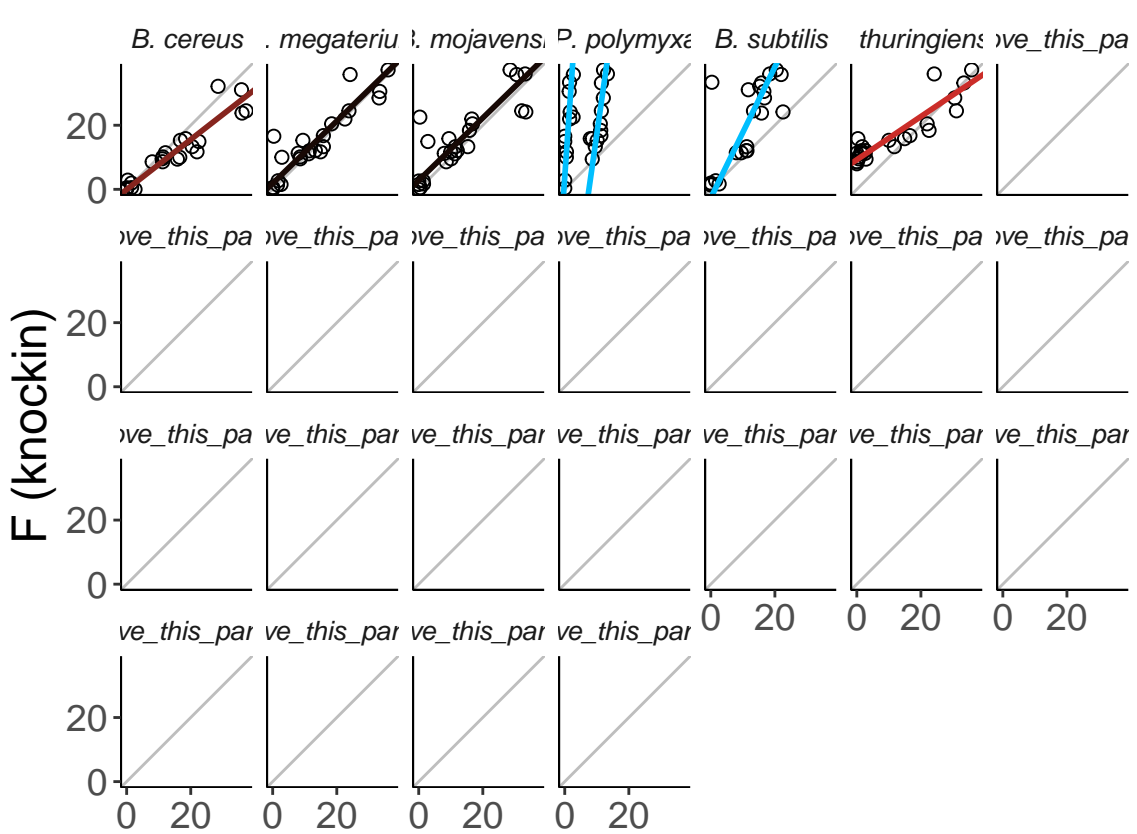 B. cereus
. megateriu
. mojavensi
P. polymyxa
B. subtilis
thuringiens
ove_this_pa
20
0
ove_this_pa
ove_this_pa
ove_this_pa
ove_this_pa
ove_this_pa
ove_this_pa
ove_this_pa
20
0
F (knockin)
ove_this_pa
ve_this_par
ve_this_par
ve_this_par
ve_this_par
ve_this_par
ve_this_par
20
0
0 20
0 20
0 20
ve_this_par
ve_this_par
ve_this_par
ve_this_par
20
0
0 20
0 20
0 20
0 20